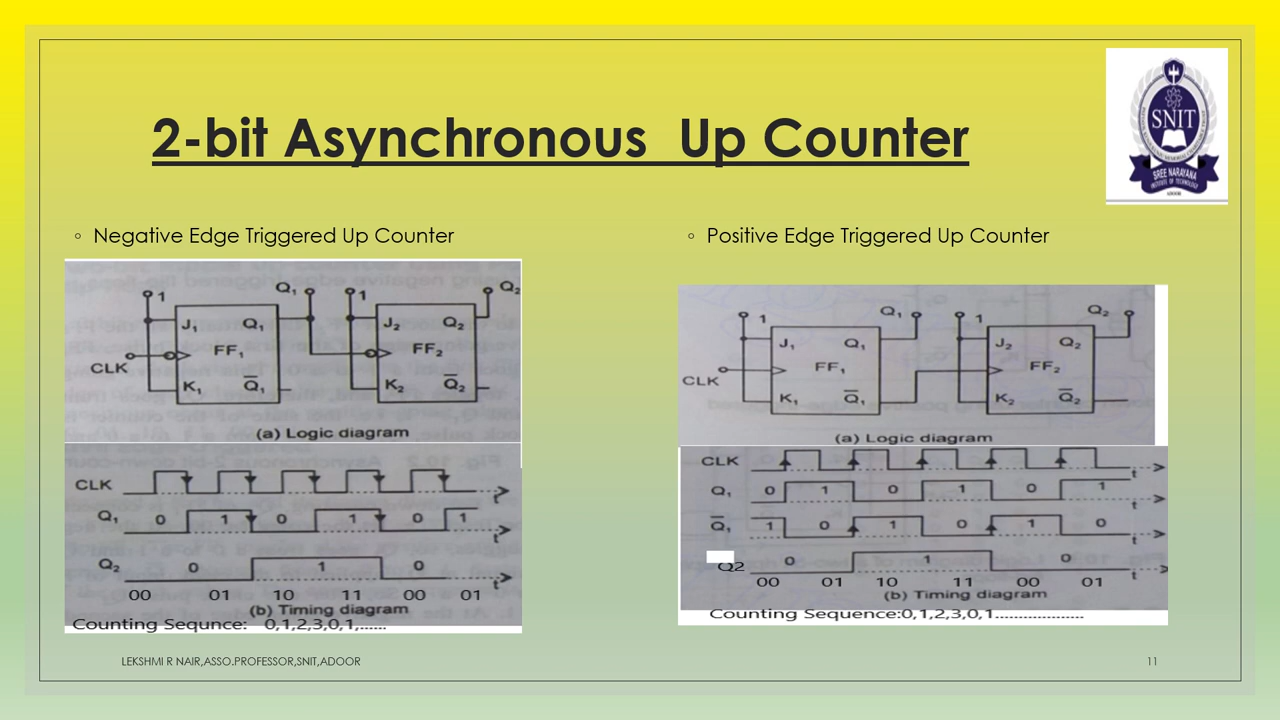 2-bit Asynchronous Up Counter
SNIT
SREE NARAYANA
INSTITUTE OF TECHNOLOGY
ADOOR
◦ Negative Edge Triggered Up Counter
1 Q₁ 1 Q₂
J₁ Q₁ J₂ Q₂
CLK FF₁ FF₂
K₁ Q̅₁ K₂ Q̅₂
(a) Logic diagram
CLK t
Q₁ 0 1 0 1 0 1 t
Q₂ 0 1 0 t
00 01 10 11 00 01
(b) Timing diagram
Counting Sequnce: 0,1,2,3,0,1,......
◦ Positive Edge Triggered Up Counter
1 Q₁ 1 Q₂
J₁ Q₁ J₂ Q₂
CLK FF₁ FF₂
K₁ Q̅₁ K₂ Q̅₂
(a) Logic diagram
CLK t
Q₁ 0 1 0 1 0 1 t
Q̅₁ 1 0 1 0 1 0 t
Q2 0 1 0 t
00 01 10 11 00 01
(b) Timing diagram
Counting Sequence:0,1,2,3,0,1...................
LEKSHMI R NAIR,ASSO.PROFESSOR,SNIT,ADOOR 11